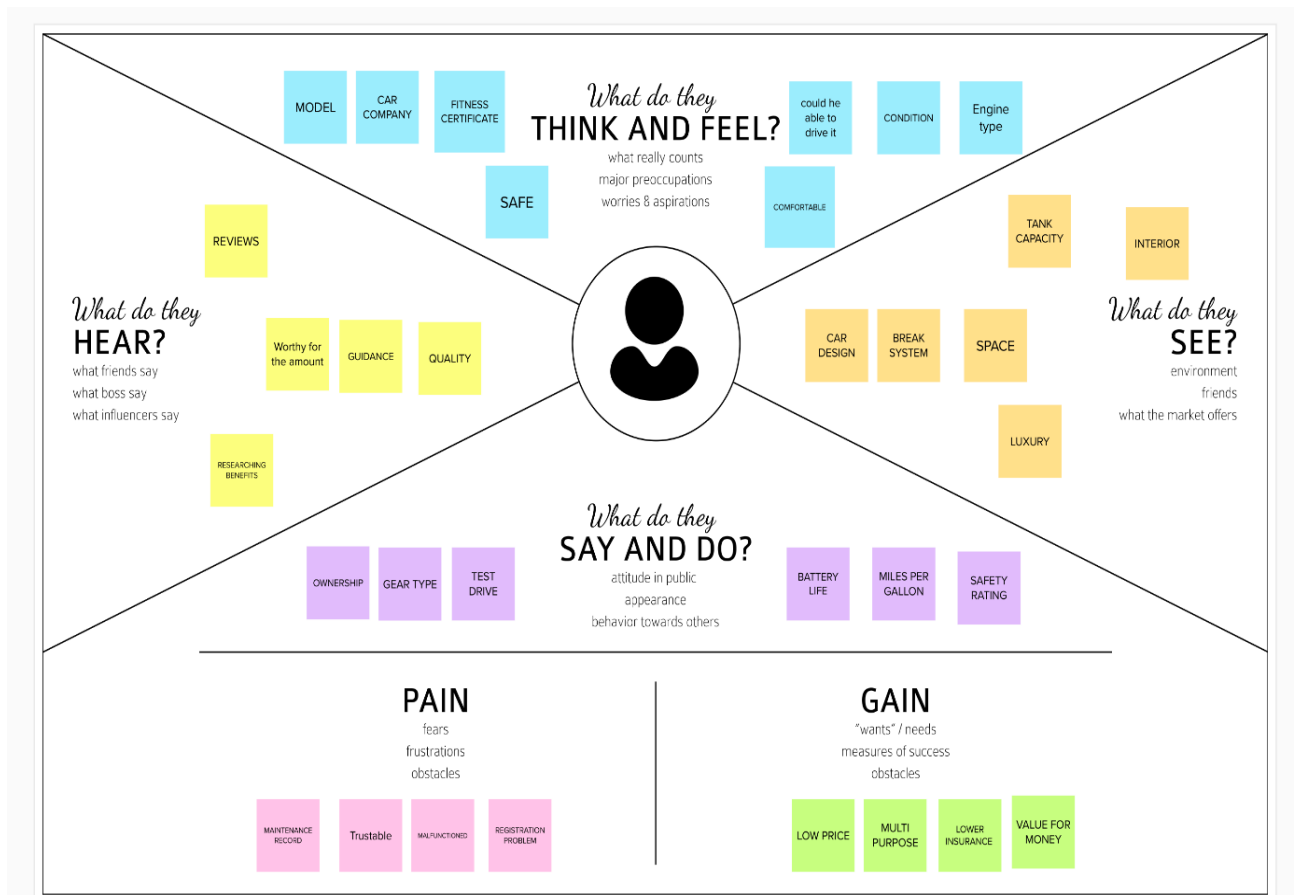 What do they
THINK AND FEEL?
what really counts
major preoccupations
worries & aspirations
MODEL
CAR
COMPANY
FITNESS
CERTIFICATE
SAFE
could he
able to
drive it
CONDITION
Engine
type
COMFORTABLE
What do they
HEAR?
what friends say
what boss say
what influencers say
REVIEWS
Worthy for
the amount
GUIDANCE
QUALITY
RESEARCHING
BENEFITS
What do they
SEE?
environment
friends
what the market offers
TANK
CAPACITY
INTERIOR
CAR
DESIGN
BREAK
SYSTEM
SPACE
LUXURY
What do they
SAY AND DO?
attitude in public
appearance
behavior towards others
OWNERSHIP
GEAR TYPE
TEST
DRIVE
BATTERY
LIFE
MILES PER
GALLON
SAFETY
RATING
PAIN
fears
frustrations
obstacles
MAINTENANCE
RECORD
Trustable
MALFUNCTIONED
REGISTRATION
PROBLEM
GAIN
"wants" / needs
measures of success
obstacles
LOW PRICE
MULTI
PURPOSE
LOWER
INSURANCE
VALUE FOR
MONEY